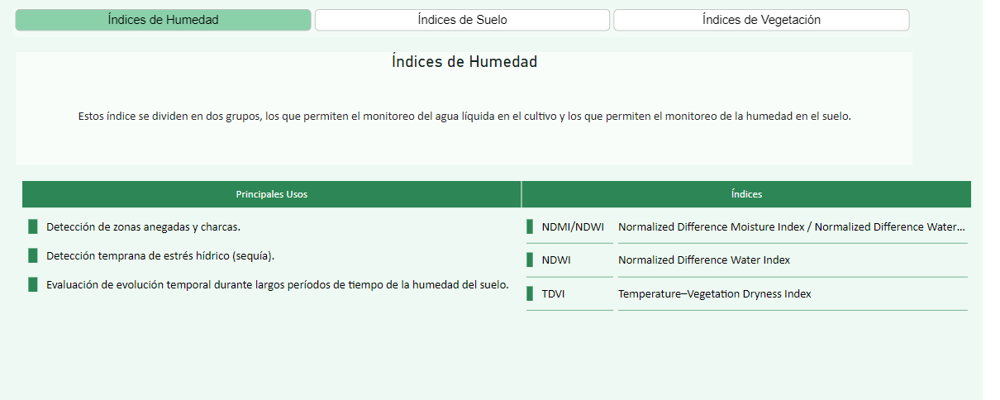 Índices de Humedad
Índices de Suelo
Índices de Vegetación
Índices de Humedad
Estos índice se dividen en dos grupos, los que permiten el monitoreo del agua líquida en el cultivo y los que permiten el monitoreo de la humedad en el suelo.
Principales Usos
Índices
Detección de zonas anegadas y charcas.
Detección temprana de estrés hídrico (sequía).
Evaluación de evolución temporal durante largos períodos de tiempo de la humedad del suelo.
NDMI/NDWI Normalized Difference Moisture Index / Normalized Difference Water...
NDWI Normalized Difference Water Index
TDVI Temperature–Vegetation Dryness Index